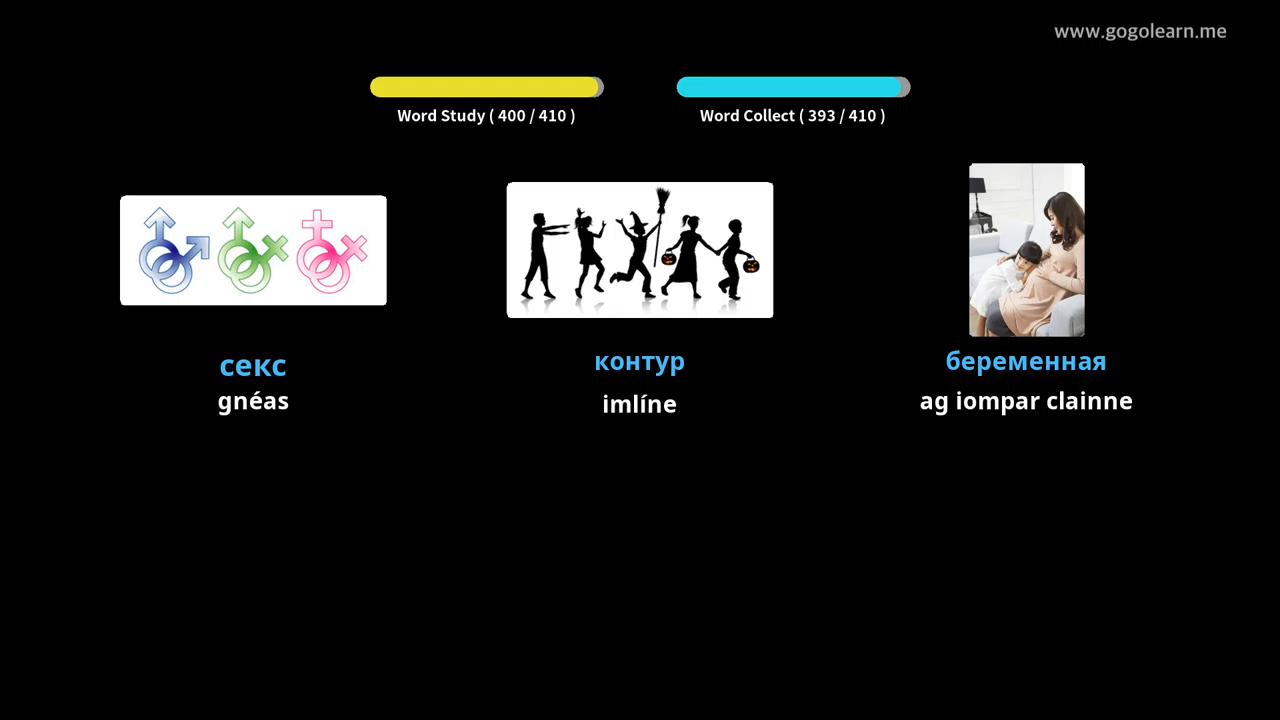 www.gogolearn.me
Word Study ( 400 / 410 )
Word Collect ( 393 / 410 )
секс
контур
беременная
gnéas
imlíne
ag iompar clainne